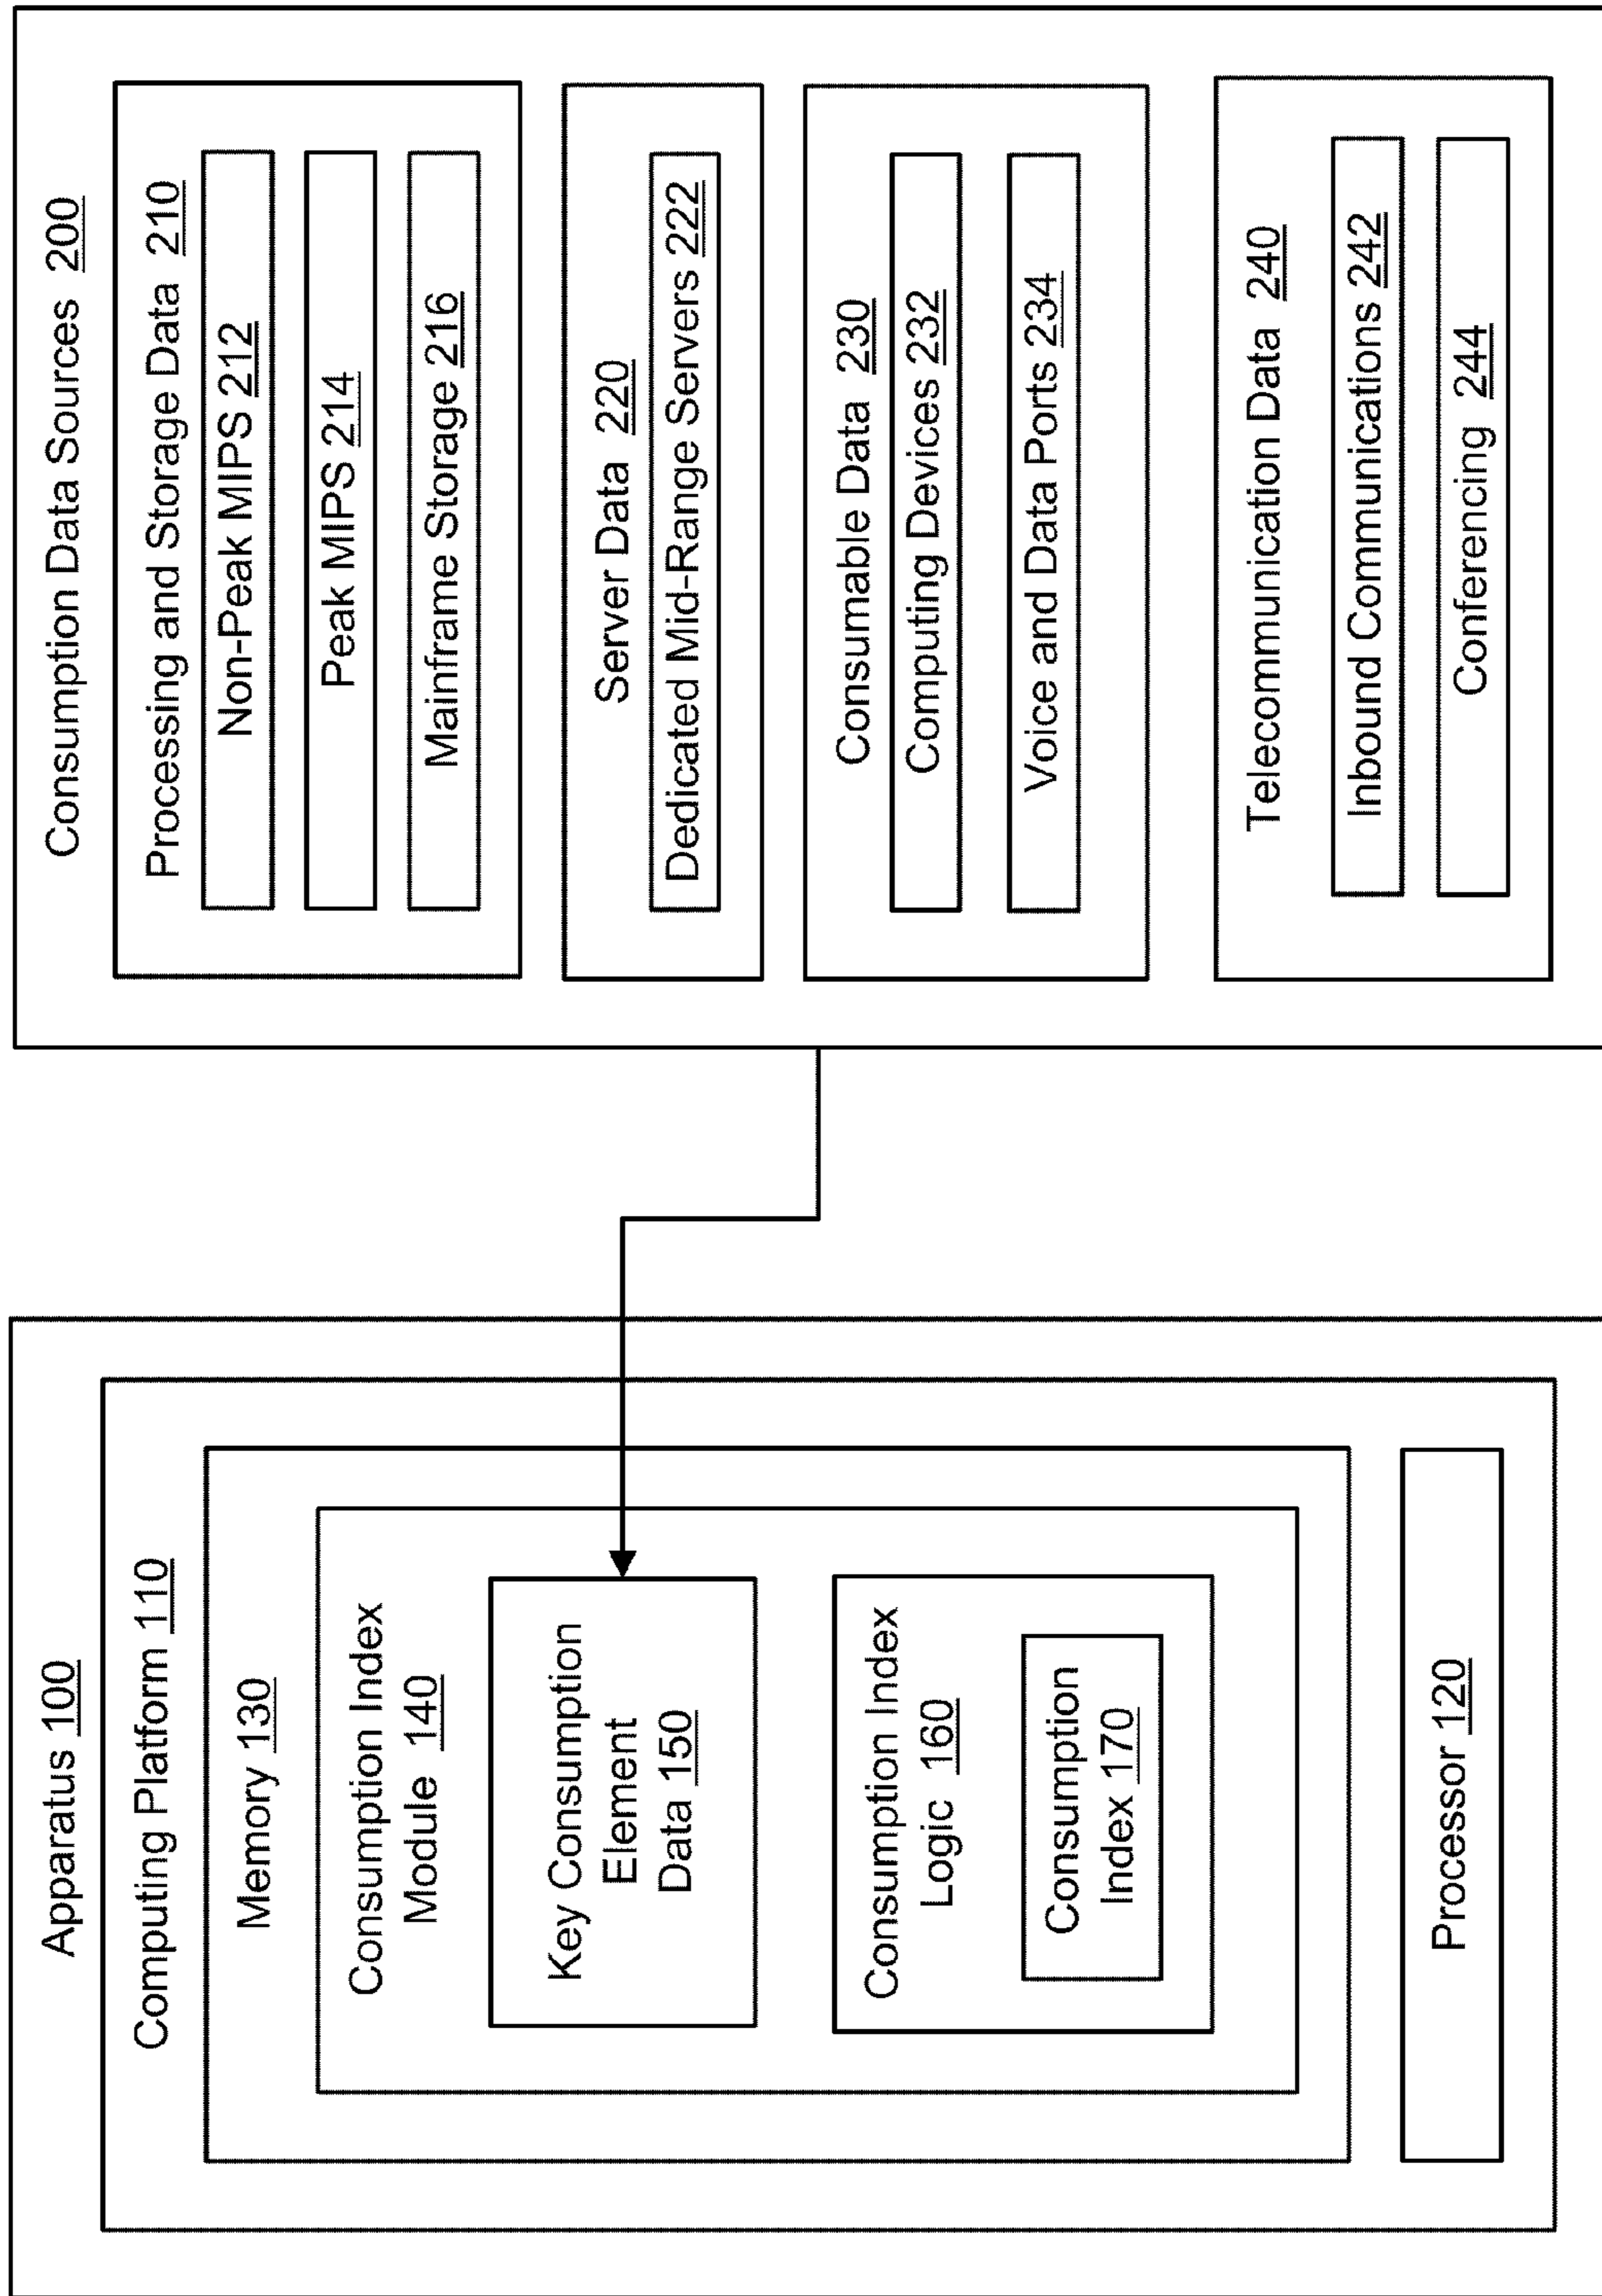 Apparatus 100
Computing Platform 110
Memory 130
Consumption Index
Module 140
Key Consumption
Element
Data 150
Consumption Index
Logic 160
Consumption
Index 170
Processor 120
Consumption Data Sources 200
Processing and Storage Data 210
Non-Peak MIPS 212
Peak MIPS 214
Mainframe Storage 216
Server Data 220
Dedicated Mid-Range Servers 222
Consumable Data 230
Computing Devices 232
Voice and Data Ports 234
Telecommunication Data 240
Inbound Communications 242
Conferencing 244